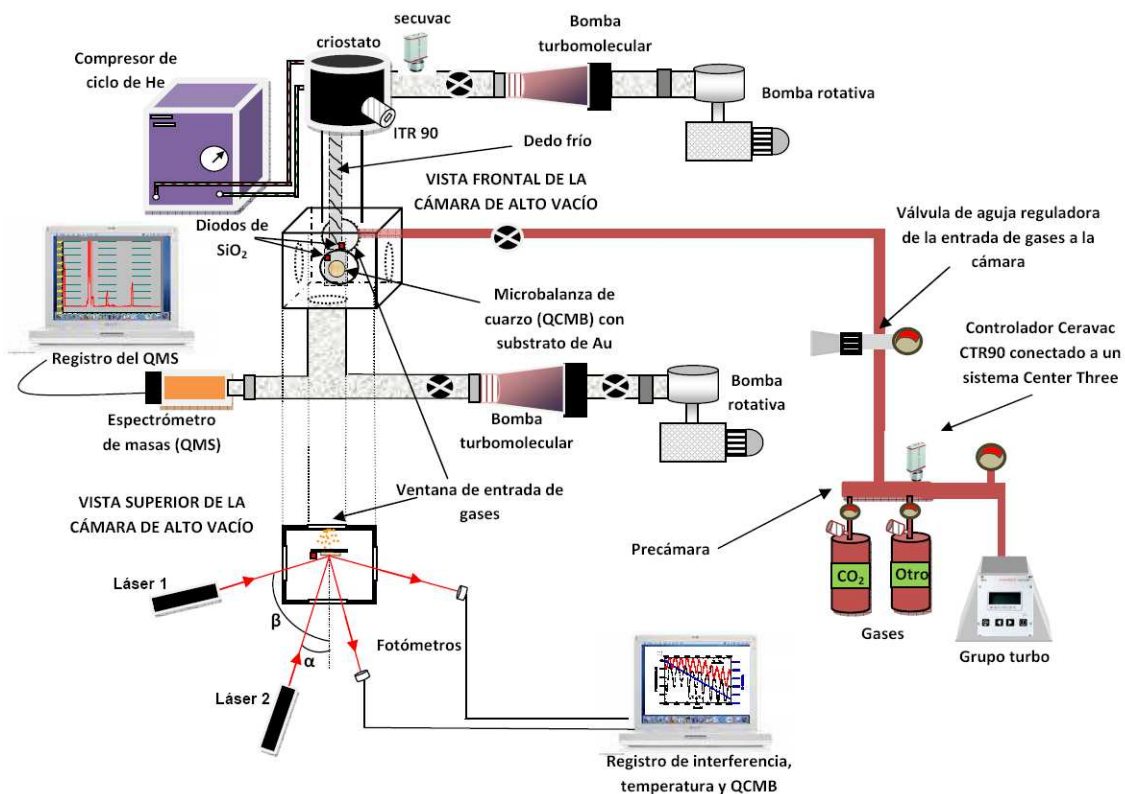 secuvac
criostato
Bomba
turbomolecular
Compresor de
ciclo de He
Bomba rotativa
ITR 90
Dedo frío
VISTA FRONTAL DE LA
CÁMARA DE ALTO VACÍO
Diodos de
SiO₂
Válvula de aguja reguladora
de la entrada de gases a la
cámara
Microbalanza de
cuarzo (QCMB) con
substrato de Au
Controlador Ceravac
CTR90 conectado a un
sistema Center Three
Registro del QMS
Bomba
rotativa
Espectrómetro
de masas (QMS)
Bomba
turbomolecular
VISTA SUPERIOR DE LA
CÁMARA DE ALTO VACÍO
Ventana de entrada de
gases
Precámara
CO₂
Otro
Láser 1
β
α
Fotómetros
Gases
Grupo turbo
Láser 2
Registro de interferencia,
temperatura y QCMB